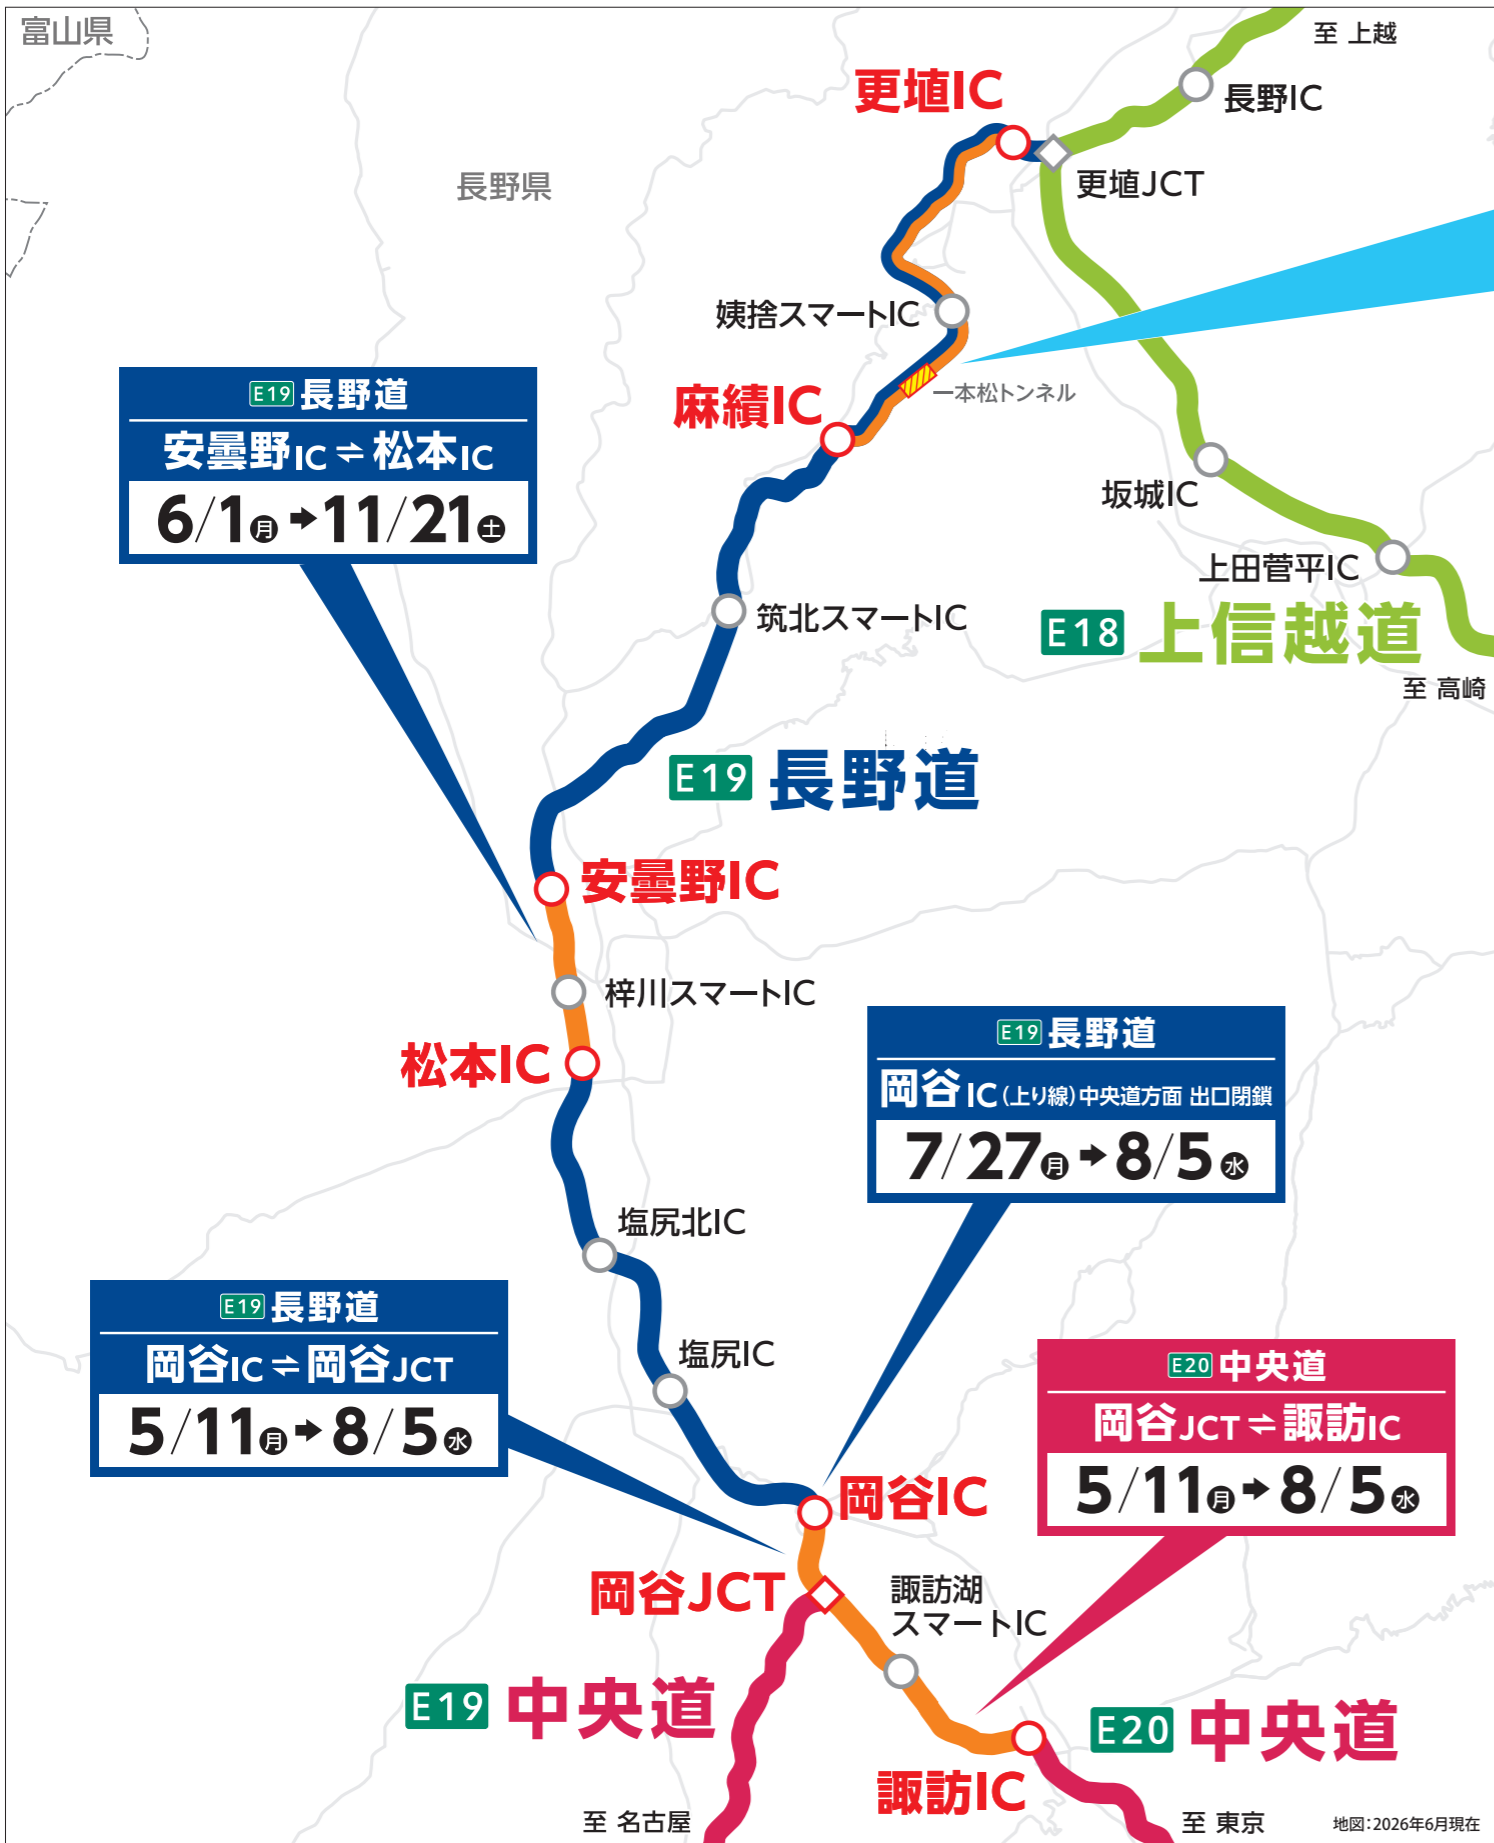 富山県
至 上越
長野IC
更埴IC
更埴JCT
長野県
姨捨スマートIC
一本松トンネル
麻績IC
E19 長野道
安曇野IC ⇌ 松本IC
6/1月→11/21土
坂城IC
上田菅平IC
E18 上信越道
至 高崎
筑北スマートIC
E19 長野道
安曇野IC
梓川スマートIC
松本IC
E19 長野道
岡谷IC(上り線)中央道方面 出口閉鎖
7/27月→8/5水
塩尻北IC
E19 長野道
岡谷IC ⇌ 岡谷JCT
5/11月→8/5水
塩尻IC
E20 中央道
岡谷JCT ⇌ 諏訪IC
5/11月→8/5水
岡谷IC
岡谷JCT
諏訪湖
スマートIC
E19 中央道
E20 中央道
諏訪IC
至 名古屋
至 東京
地図:2026年6月現在